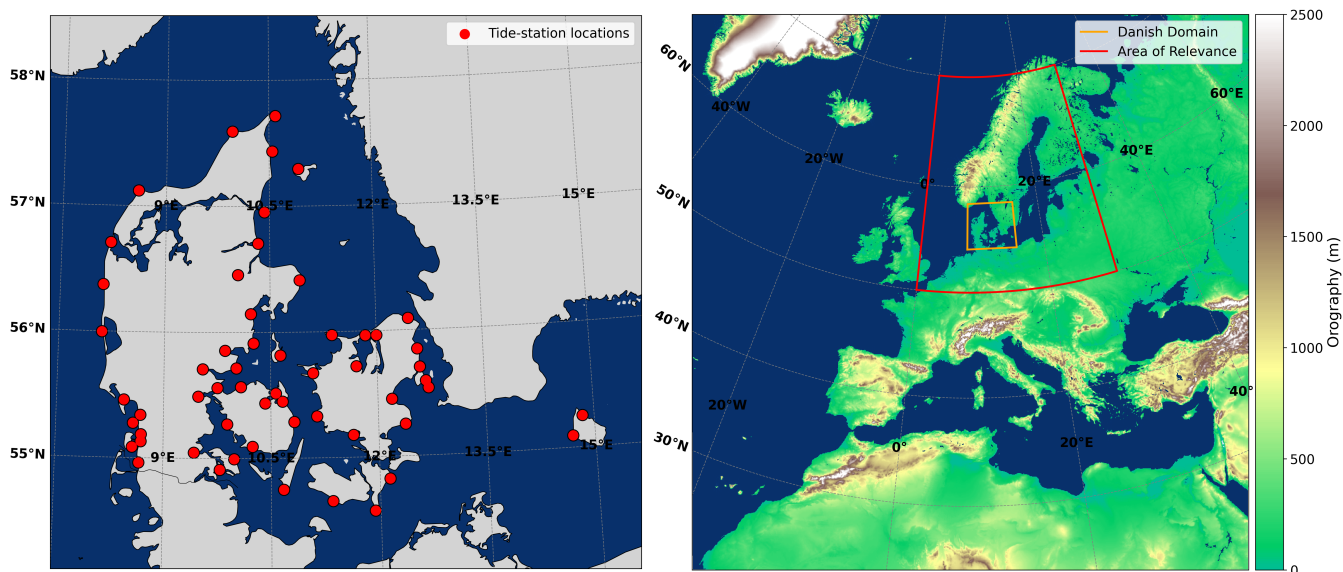 Tide-station locations
58°N
57°N
56°N
55°N
9°E
10.5°E
12°E
13.5°E
15°E
9°E
10.5°E
12°E
13.5°E
15°E
Danish Domain
Area of Relevance
60°N
50°N
40°N
30°N
40°W
20°W
0°
20°E
40°E
60°E
20°W
0°
20°E
40°
2500
2000
1500
1000
500
0
Orography (m)